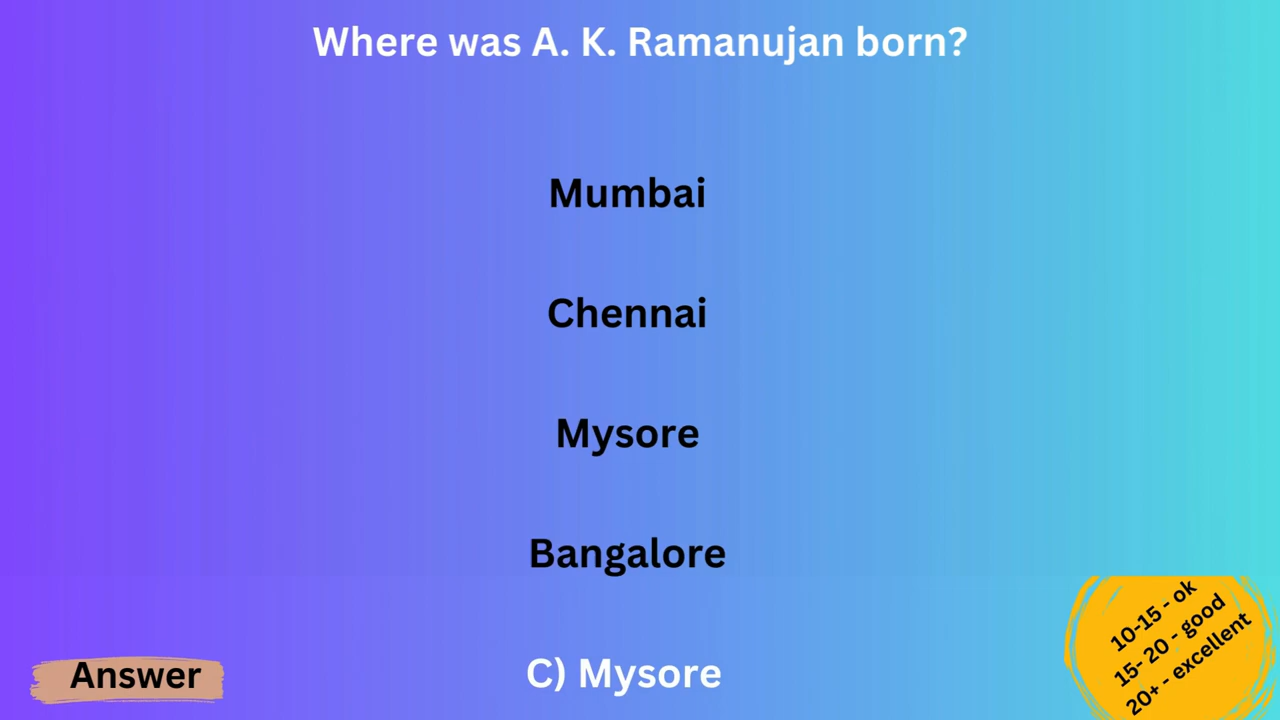 Where was A. K. Ramanujan born?
Mumbai
Chennai
Mysore
Bangalore
Answer
C) Mysore
10-15 - ok
15- 20 - good
20+ - excellent